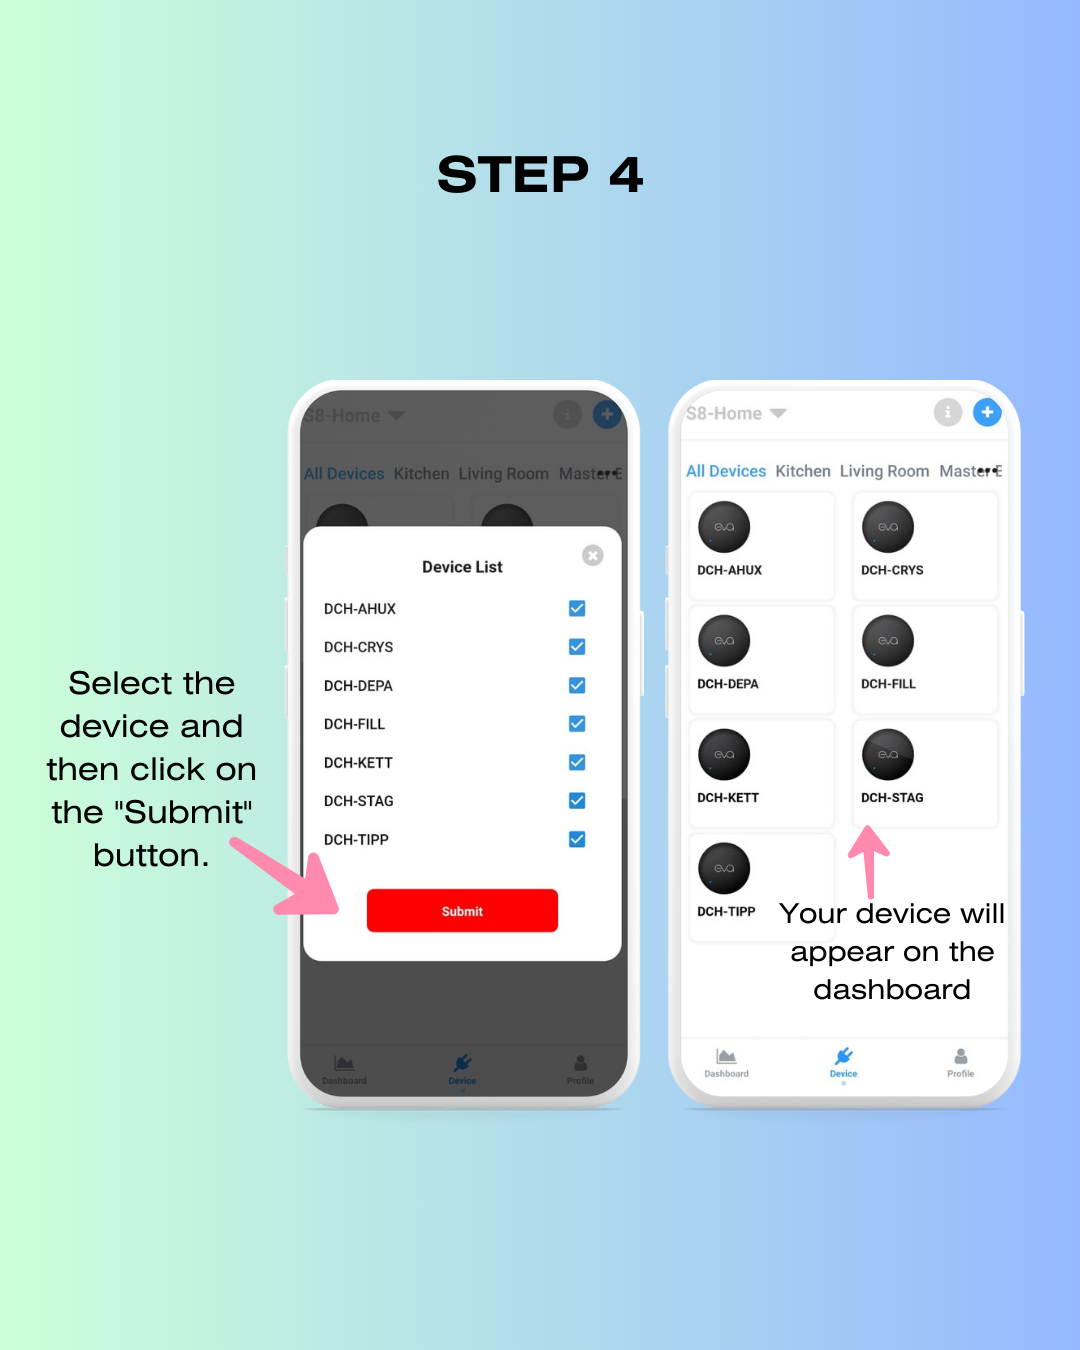 STEP 4
Select the
device and
then click on
the "Submit"
button.
S8-Home
All Devices Kitchen Living Room Master
Device List
DCH-AHUX
DCH-CRYS
DCH-DEPA
DCH-FILL
DCH-KETT
DCH-STAG
DCH-TIPP
Submit
Dashboard Device Profile
S8-Home
All Devices Kitchen Living Room Master
eva eva
DCH-AHUX DCH-CRYS
eva eva
DCH-DEPA DCH-FILL
eva eva
DCH-KETT DCH-STAG
eva
DCH-TIPP
Your device will
appear on the
dashboard
Dashboard Device Profile